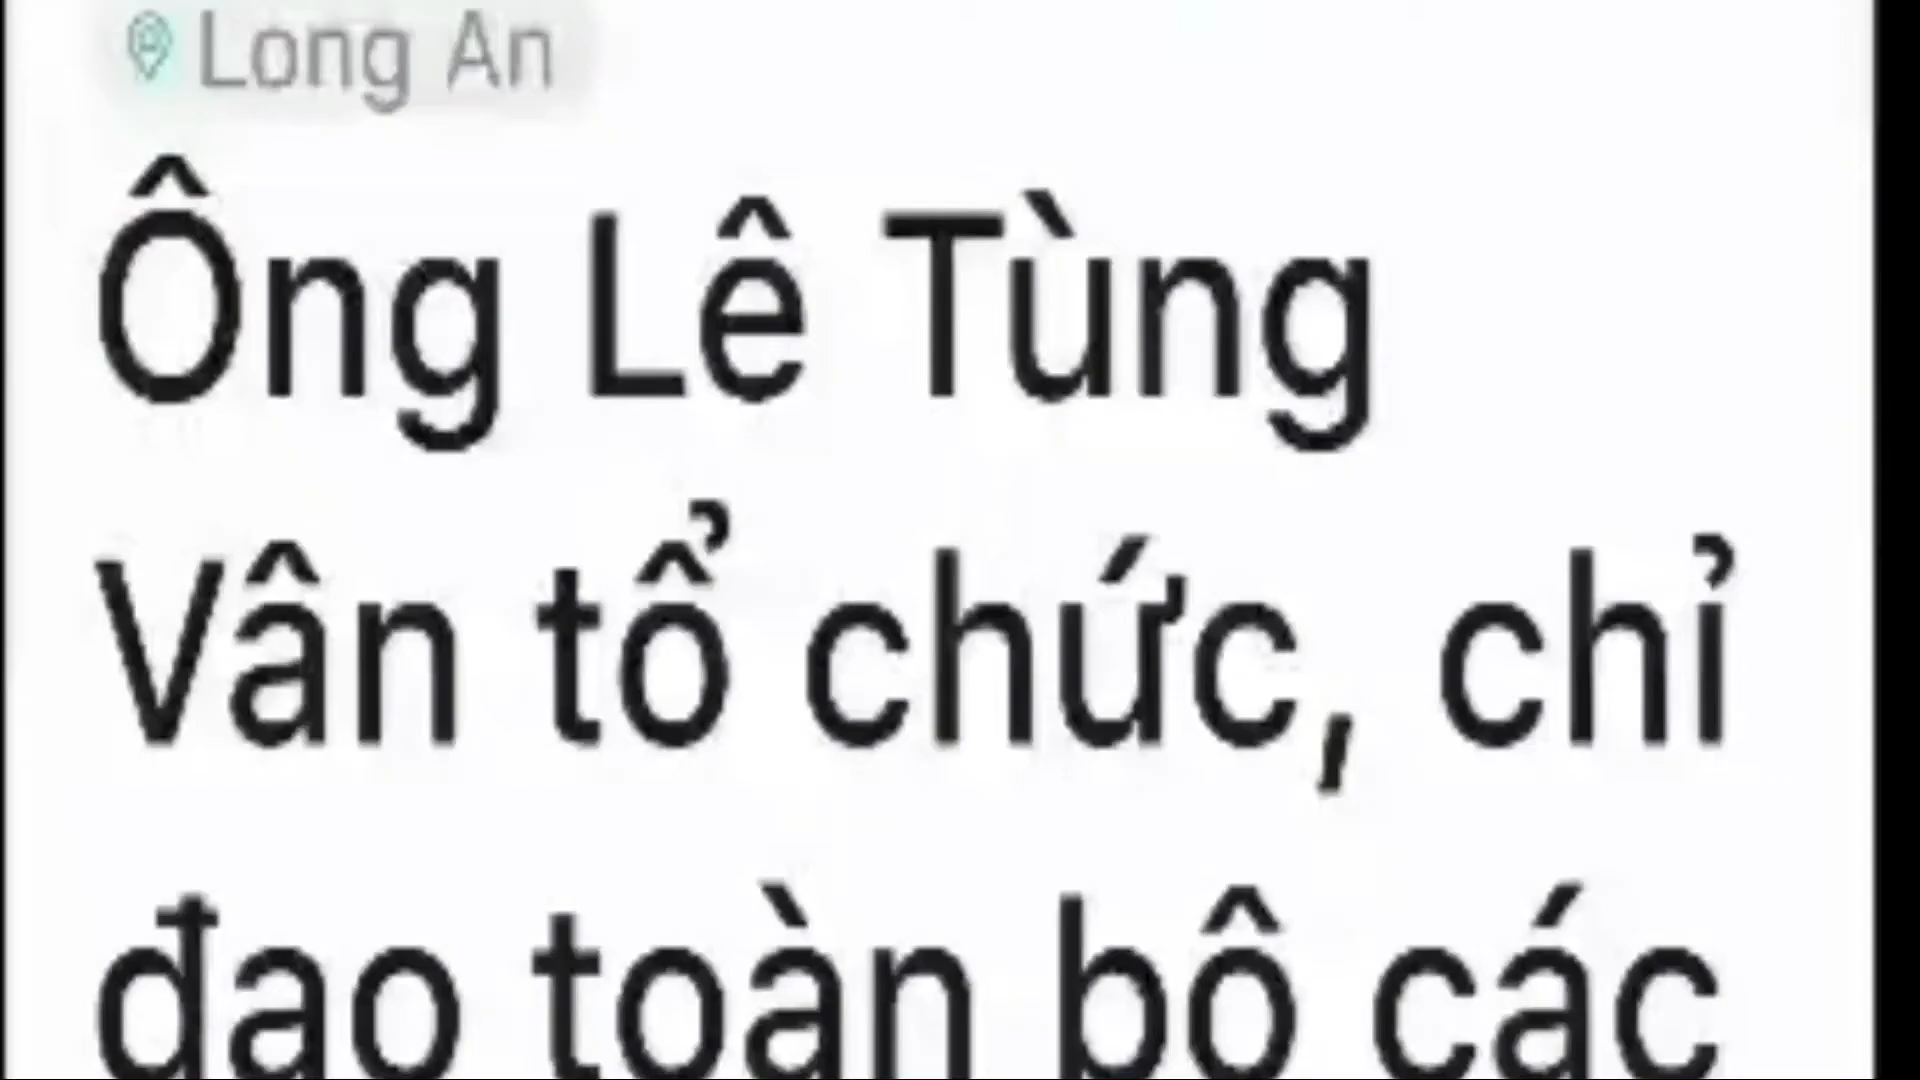 Long An
Ông Lê Tùng
Vân tổ chức, chỉ
đạo toàn bộ các